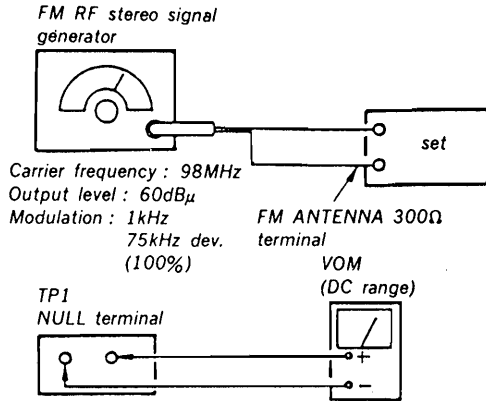 FM RF stereo signal
generator
set
Carrier frequency : 98MHz
Output level : 60dBμ
Modulation : 1kHz
75kHz dev.
(100%)
FM ANTENNA 300Ω
terminal
TP1
NULL terminal
VOM
(DC range)
+
−